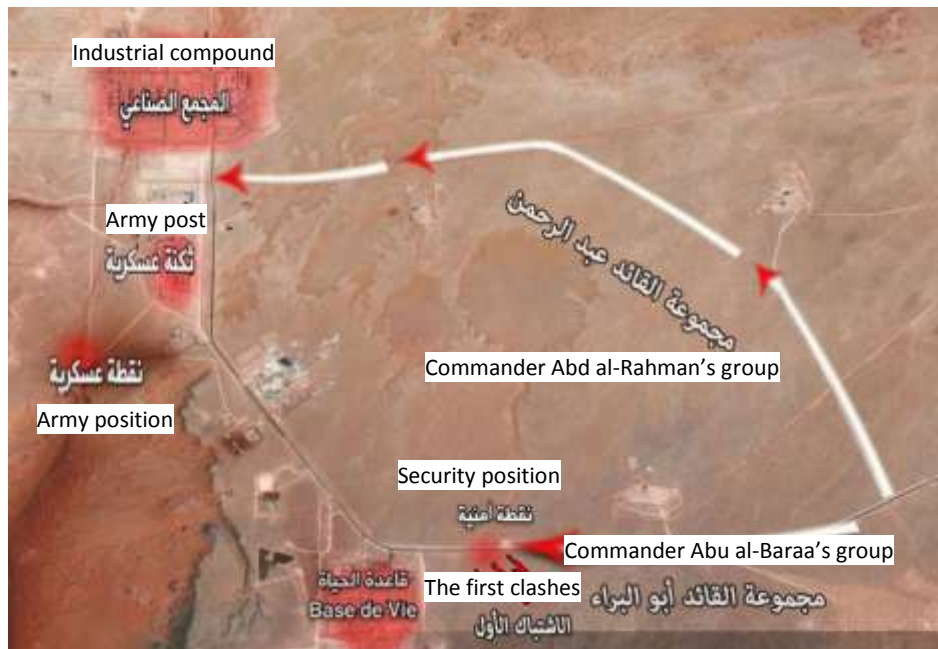 Industrial compound
المجمع الصناعي
Army post
ثكنة عسكرية
مجموعة القائد عبد الرحمن
Commander Abd al-Rahman’s group
نقطة عسكرية
Army position
Security position
نقطة أمنية
Commander Abu al-Baraa’s group
قاعدة الحياة
Base de Vie
The first clashes
الاشتباك الأول
مجموعة القائد أبو البراء